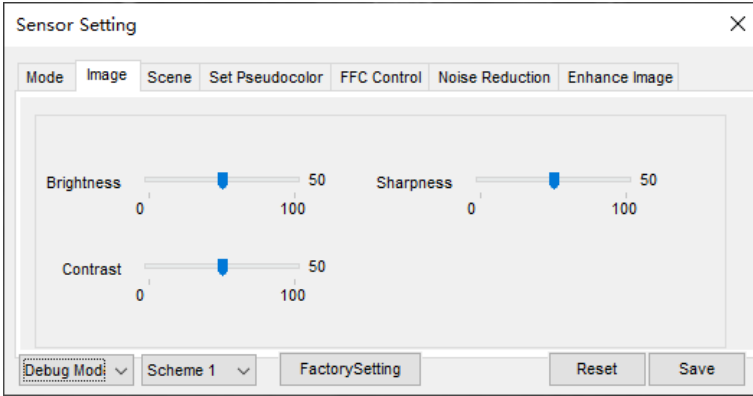 Sensor Setting
Mode Image Scene Set Pseudocolor FFC Control Noise Reduction Enhance Image
Brightness 50 Sharpness 50
0 100 0 100
Contrast 50
0 100
Debug Mod Scheme 1 FactorySetting Reset Save